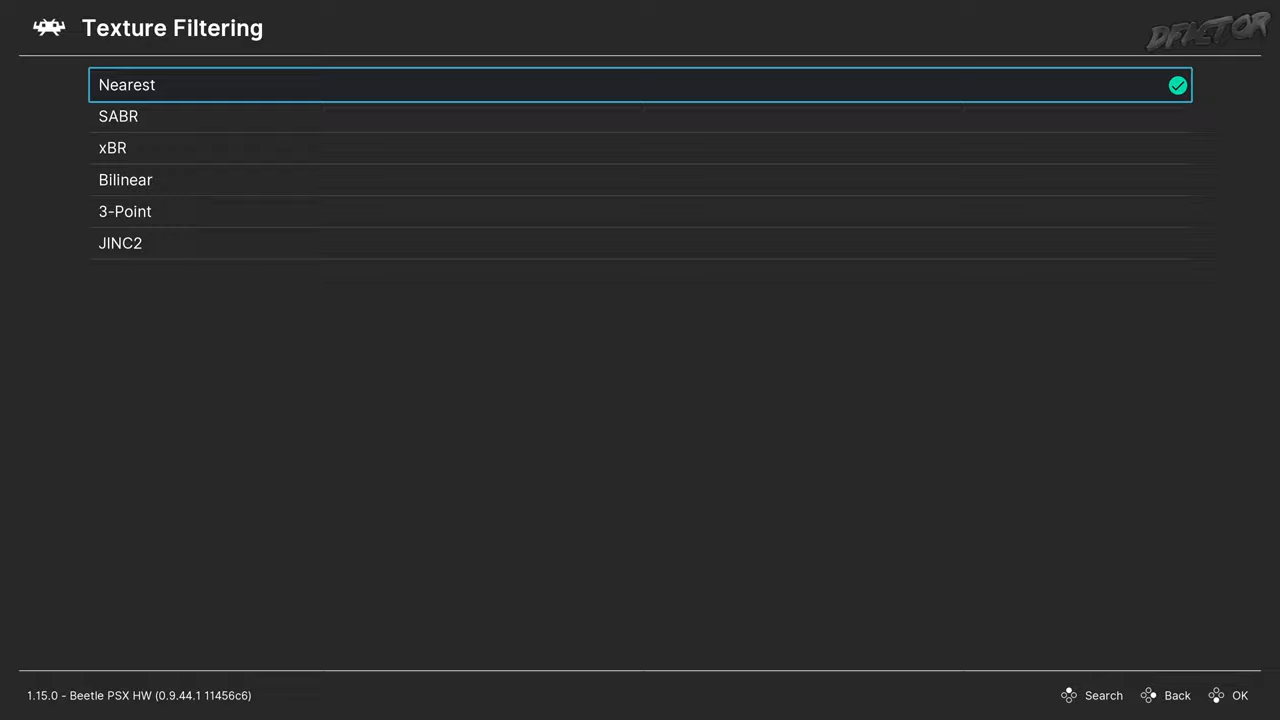 Texture Filtering
DFACTOR
Nearest
SABR
xBR
Bilinear
3-Point
JINC2
1.15.0 - Beetle PSX HW (0.9.44.1 11456c6)
Search
Back
OK